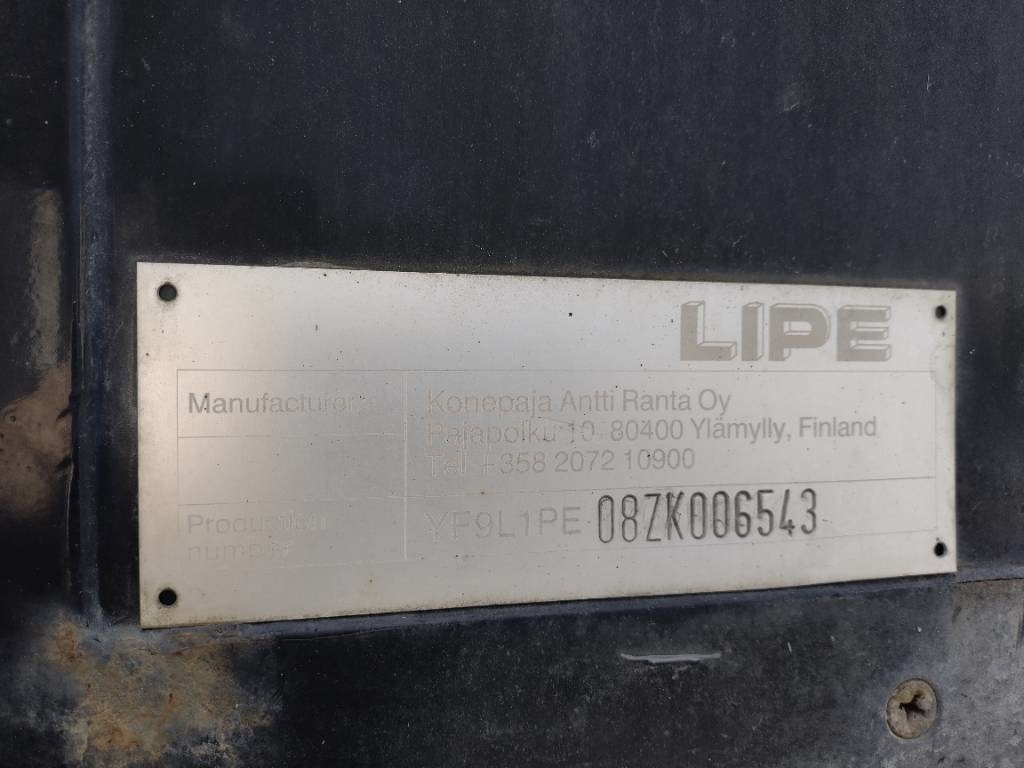 LIPE
Manufacturer
Konepaja Antti Ranta Oy
Rajapolku 10 80400 Ylämylly, Finland
Tel +358 2072 10900
Production
number
YF9L1PE 08ZK006543